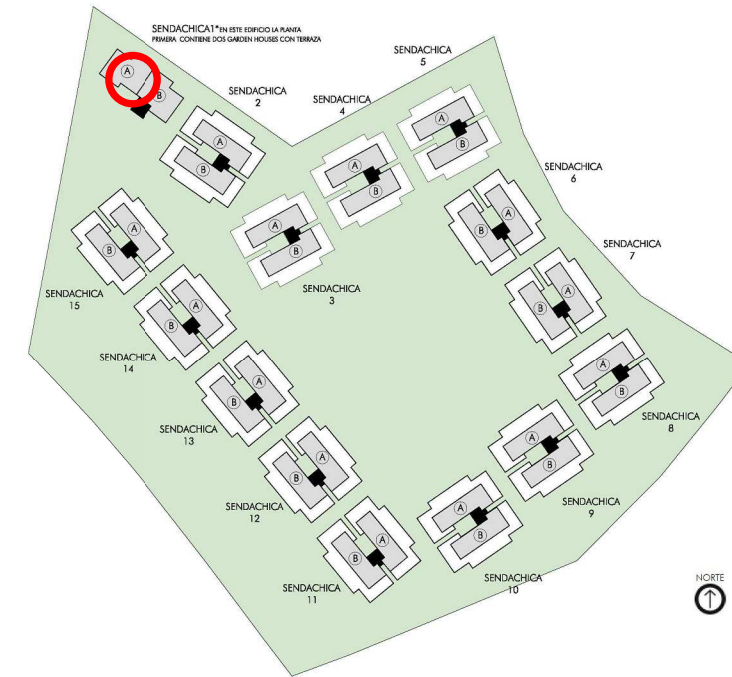 SENDACHICA1*EN ESTE EDIFICIO LA PLANTA
PRIMERA CONTIENE DOS GARDEN HOUSES CON TERRAZA
A
B
SENDACHICA
2
A
B
SENDACHICA
3
A
B
SENDACHICA
4
A
B
SENDACHICA
5
A
B
SENDACHICA
6
A
B
SENDACHICA
7
A
B
SENDACHICA
8
A
B
SENDACHICA
9
A
B
SENDACHICA
10
A
B
SENDACHICA
11
A
B
SENDACHICA
12
A
B
SENDACHICA
13
A
B
SENDACHICA
14
A
B
SENDACHICA
15
A
B
NORTE